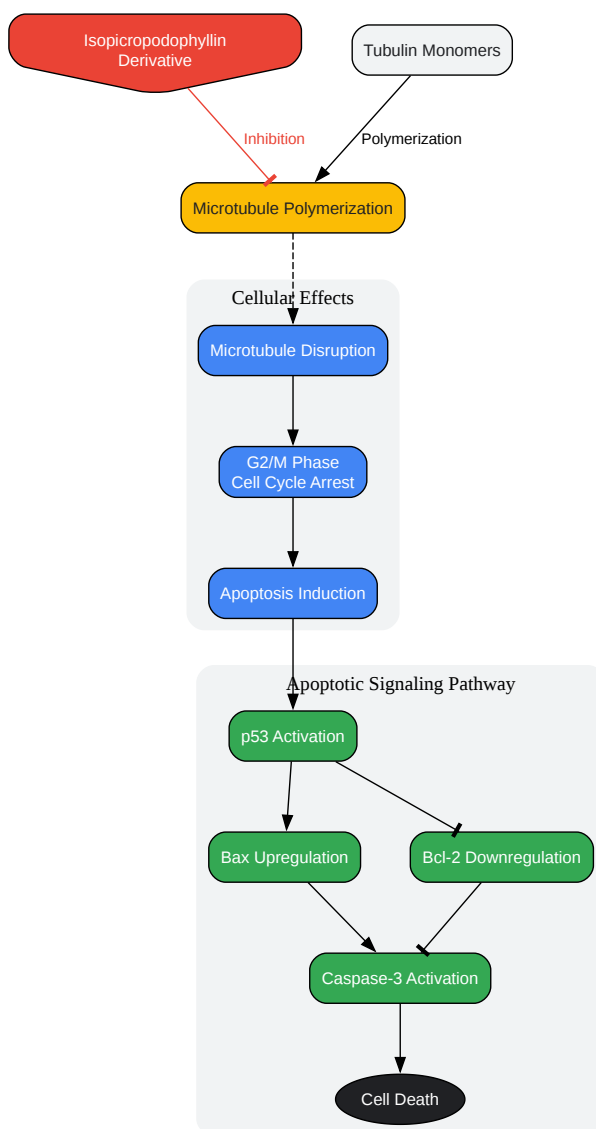 Isopicropodophyllin
Derivative
Tubulin Monomers
Inhibition
Polymerization
Microtubule Polymerization
Cellular Effects
Microtubule Disruption
G2/M Phase
Cell Cycle Arrest
Apoptosis Induction
Apoptotic Signaling Pathway
p53 Activation
Bax Upregulation
Bcl-2 Downregulation
Caspase-3 Activation
Cell Death